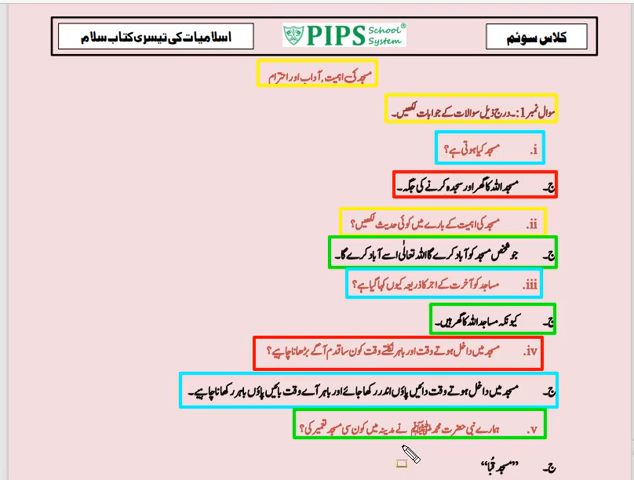 کلاس سوئم
PIPS School System
اسلامیات کی تیسری کتاب سلام
مسجد کی اہمیت، آداب اور احترام
سوال نمبر 1:۔ درج ذیل سوالات کے جوابات لکھیں۔
i. مسجد کیا ہوتی ہے؟
ج۔ مسجد اللہ کا گھر اور سجدہ کرنے کی جگہ۔
ii. مسجد کی اہمیت کے بارے میں کوئی حدیث لکھیں؟
ج۔ جو شخص مسجد کو آباد کرے گا اللہ تعالٰی اسے آباد کرے گا۔
iii. مساجد کو آخرت کے اجر کا ذریعہ کیوں کہا گیا ہے؟
ج۔ کیونکہ مساجد اللہ کا گھر ہیں۔
iv. مسجد میں داخل ہوتے وقت اور باہر نکلتے وقت کون سا قدم آگے بڑھانا چاہیے؟
ج۔ مسجد میں داخل ہوتے وقت دائیں پاؤں اندر رکھا جائے اور باہر آے وقت بائیں پاؤں باہر رکھانا چاہیے۔
v. ہمارے نبی حضرت محمد ﷺ نے مدینہ میں کون سی مسجد تعمیر کی؟
ج۔ ”مسجد قُبا“